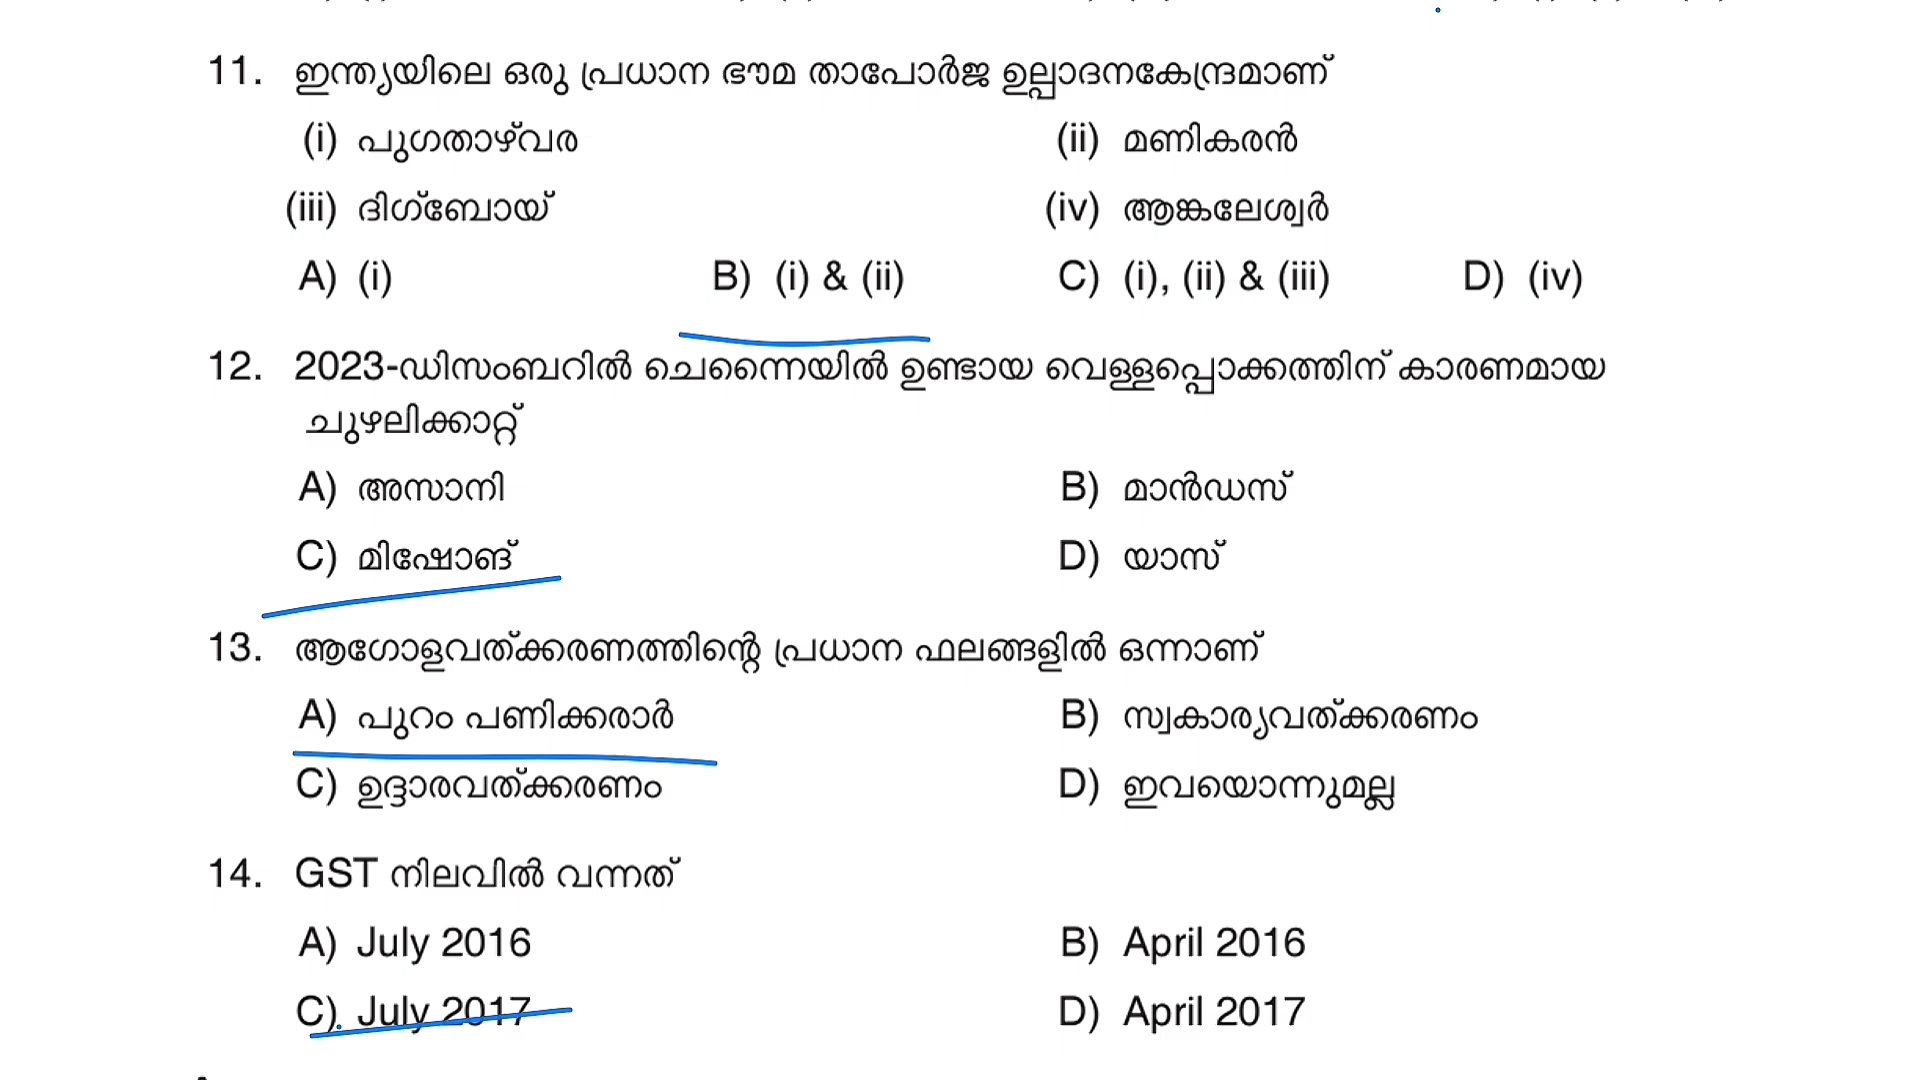 11. ഇന്ത്യയിലെ ഒരു പ്രധാന ഭൗമ താപോർജ ഉല്പാദനകേന്ദ്രമാണ്
(i) പുഗതാഴ്‌വര (ii) മണികരൻ
(iii) ദിഗ്ബോയ് (iv) ആങ്കലേശ്വർ
A) (i) B) (i) & (ii) C) (i), (ii) & (iii) D) (iv)
12. 2023-ഡിസംബറിൽ ചെന്നൈയിൽ ഉണ്ടായ വെള്ളപ്പൊക്കത്തിന് കാരണമായ
ചുഴലിക്കാറ്റ്
A) അസാനി B) മാൻഡസ്
C) മിഷോങ് D) യാസ്
13. ആഗോളവത്ക്കരണത്തിന്റെ പ്രധാന ഫലങ്ങളിൽ ഒന്നാണ്
A) പുറം പണിക്കരാർ B) സ്വകാര്യവത്ക്കരണം
C) ഉദ്ദാരവത്ക്കരണം D) ഇവയൊന്നുമല്ല
14. GST നിലവിൽ വന്നത്
A) July 2016 B) April 2016
C) July 2017 D) April 2017